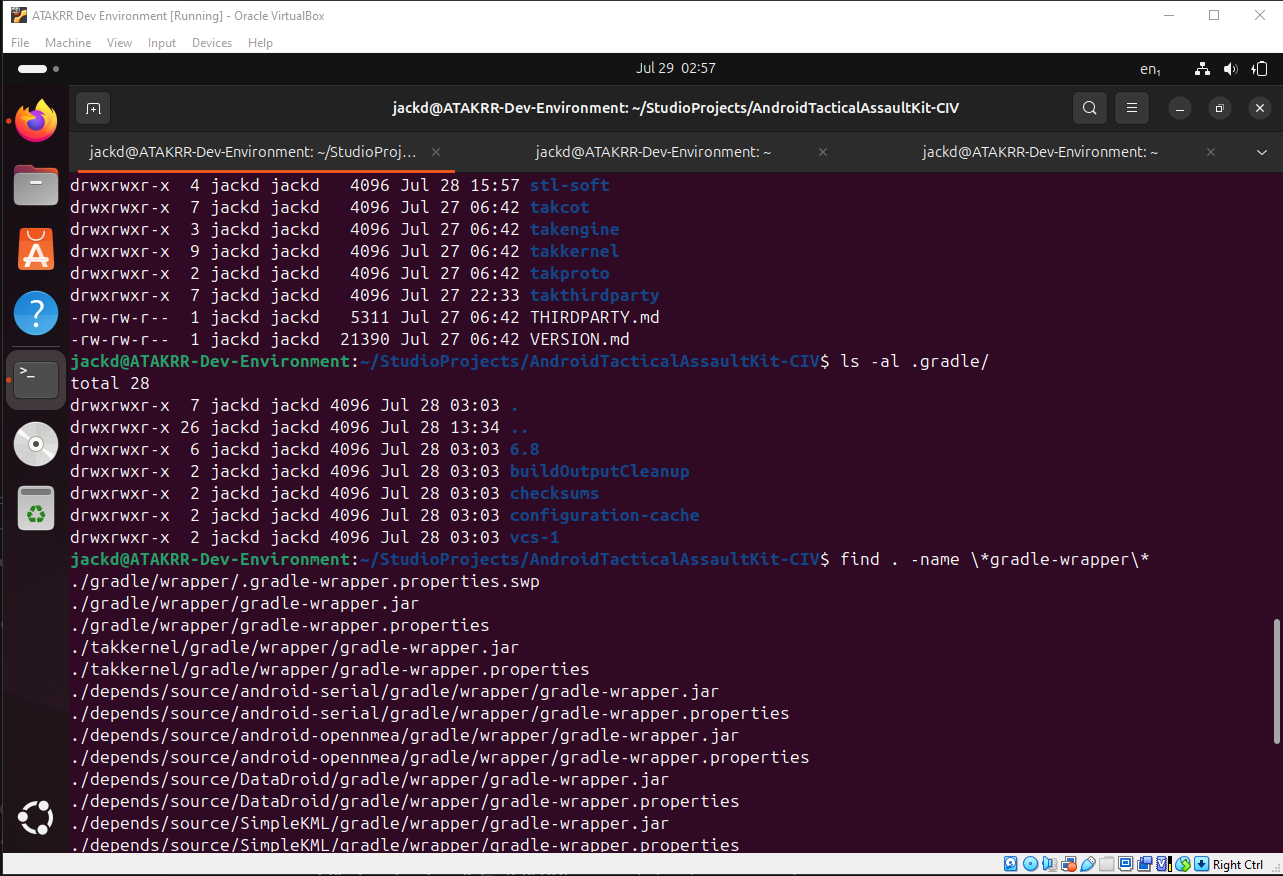 ATAKRR Dev Environment [Running] - Oracle VirtualBox
File Machine View Input Devices Help
Jul 29 02:57
en₁
jackd@ATAKRR-Dev-Environment: ~/StudioProjects/AndroidTacticalAssaultKit-CIV
jackd@ATAKRR-Dev-Environment: ~/StudioProj... jackd@ATAKRR-Dev-Environment: ~ jackd@ATAKRR-Dev-Environment: ~
drwxrwxr-x  4 jackd jackd   4096 Jul 28 15:57 stl-soft
drwxrwxr-x  7 jackd jackd   4096 Jul 27 06:42 takcot
drwxrwxr-x  3 jackd jackd   4096 Jul 27 06:42 takengine
drwxrwxr-x  9 jackd jackd   4096 Jul 27 06:42 takkernel
drwxrwxr-x  2 jackd jackd   4096 Jul 27 06:42 takproto
drwxrwxr-x  7 jackd jackd   4096 Jul 27 22:33 takthirdparty
-rw-rw-r--  1 jackd jackd   5311 Jul 27 06:42 THIRDPARTY.md
-rw-rw-r--  1 jackd jackd  21390 Jul 27 06:42 VERSION.md
jackd@ATAKRR-Dev-Environment:~/StudioProjects/AndroidTacticalAssaultKit-CIV$ ls -al .gradle/
total 28
drwxrwxr-x  7 jackd jackd 4096 Jul 28 03:03 .
drwxrwxr-x 26 jackd jackd 4096 Jul 28 13:34 ..
drwxrwxr-x  6 jackd jackd 4096 Jul 28 03:03 6.8
drwxrwxr-x  2 jackd jackd 4096 Jul 28 03:03 buildOutputCleanup
drwxrwxr-x  2 jackd jackd 4096 Jul 28 03:03 checksums
drwxrwxr-x  2 jackd jackd 4096 Jul 28 03:03 configuration-cache
drwxrwxr-x  2 jackd jackd 4096 Jul 28 03:03 vcs-1
jackd@ATAKRR-Dev-Environment:~/StudioProjects/AndroidTacticalAssaultKit-CIV$ find . -name \*gradle-wrapper\*
./gradle/wrapper/.gradle-wrapper.properties.swp
./gradle/wrapper/gradle-wrapper.jar
./gradle/wrapper/gradle-wrapper.properties
./takkernel/gradle/wrapper/gradle-wrapper.jar
./takkernel/gradle/wrapper/gradle-wrapper.properties
./depends/source/android-serial/gradle/wrapper/gradle-wrapper.jar
./depends/source/android-serial/gradle/wrapper/gradle-wrapper.properties
./depends/source/android-opennmea/gradle/wrapper/gradle-wrapper.jar
./depends/source/android-opennmea/gradle/wrapper/gradle-wrapper.properties
./depends/source/DataDroid/gradle/wrapper/gradle-wrapper.jar
./depends/source/DataDroid/gradle/wrapper/gradle-wrapper.properties
./depends/source/SimpleKML/gradle/wrapper/gradle-wrapper.jar
./depends/source/SimpleKML/gradle/wrapper/gradle-wrapper.properties
Right Ctrl